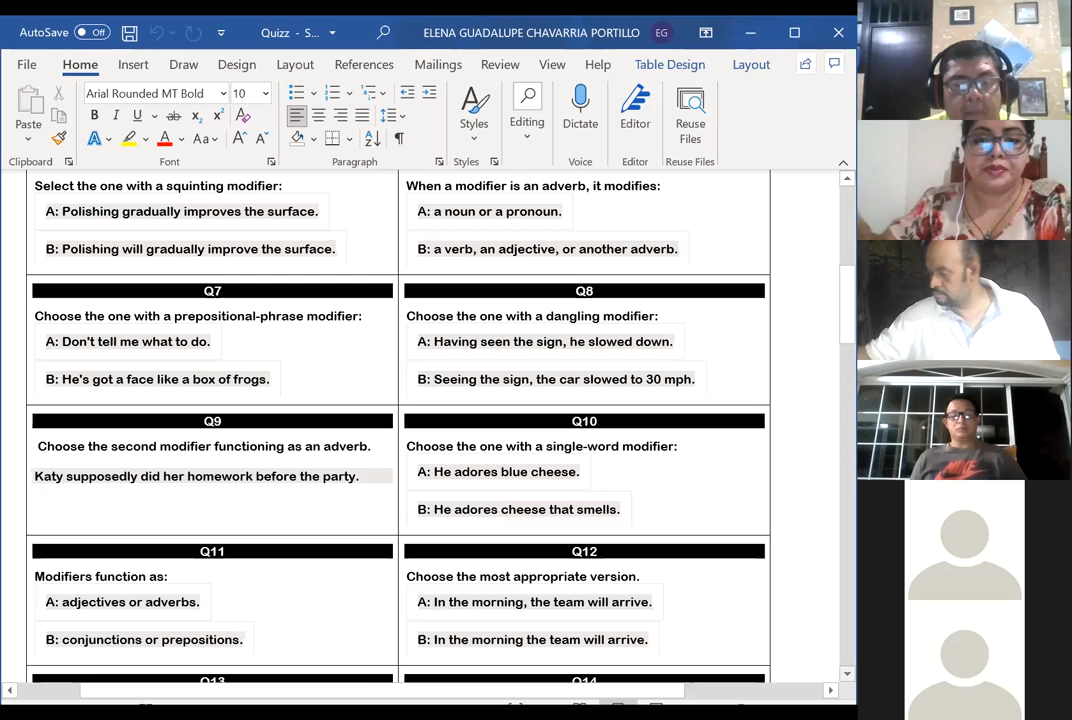 AutoSave Off Quizz - S... ELENA GUADALUPE CHAVARRIA PORTILLO EG
File Home Insert Draw Design Layout References Mailings Review View Help Table Design Layout
Arial Rounded MT Bold 10
B I U ab x₂ x² A
A A Aa A A
Paste Styles Editing Dictate Editor Reuse Files
Clipboard Font Paragraph Styles Voice Editor Reuse Files
Select the one with a squinting modifier:
A: Polishing gradually improves the surface.
B: Polishing will gradually improve the surface.
When a modifier is an adverb, it modifies:
A: a noun or a pronoun.
B: a verb, an adjective, or another adverb.
Q7
Choose the one with a prepositional-phrase modifier:
A: Don't tell me what to do.
B: He's got a face like a box of frogs.
Q8
Choose the one with a dangling modifier:
A: Having seen the sign, he slowed down.
B: Seeing the sign, the car slowed to 30 mph.
Q9
Choose the second modifier functioning as an adverb.
Katy supposedly did her homework before the party.
Q10
Choose the one with a single-word modifier:
A: He adores blue cheese.
B: He adores cheese that smells.
Q11
Modifiers function as:
A: adjectives or adverbs.
B: conjunctions or prepositions.
Q12
Choose the most appropriate version.
A: In the morning, the team will arrive.
B: In the morning the team will arrive.
Q13
Q14